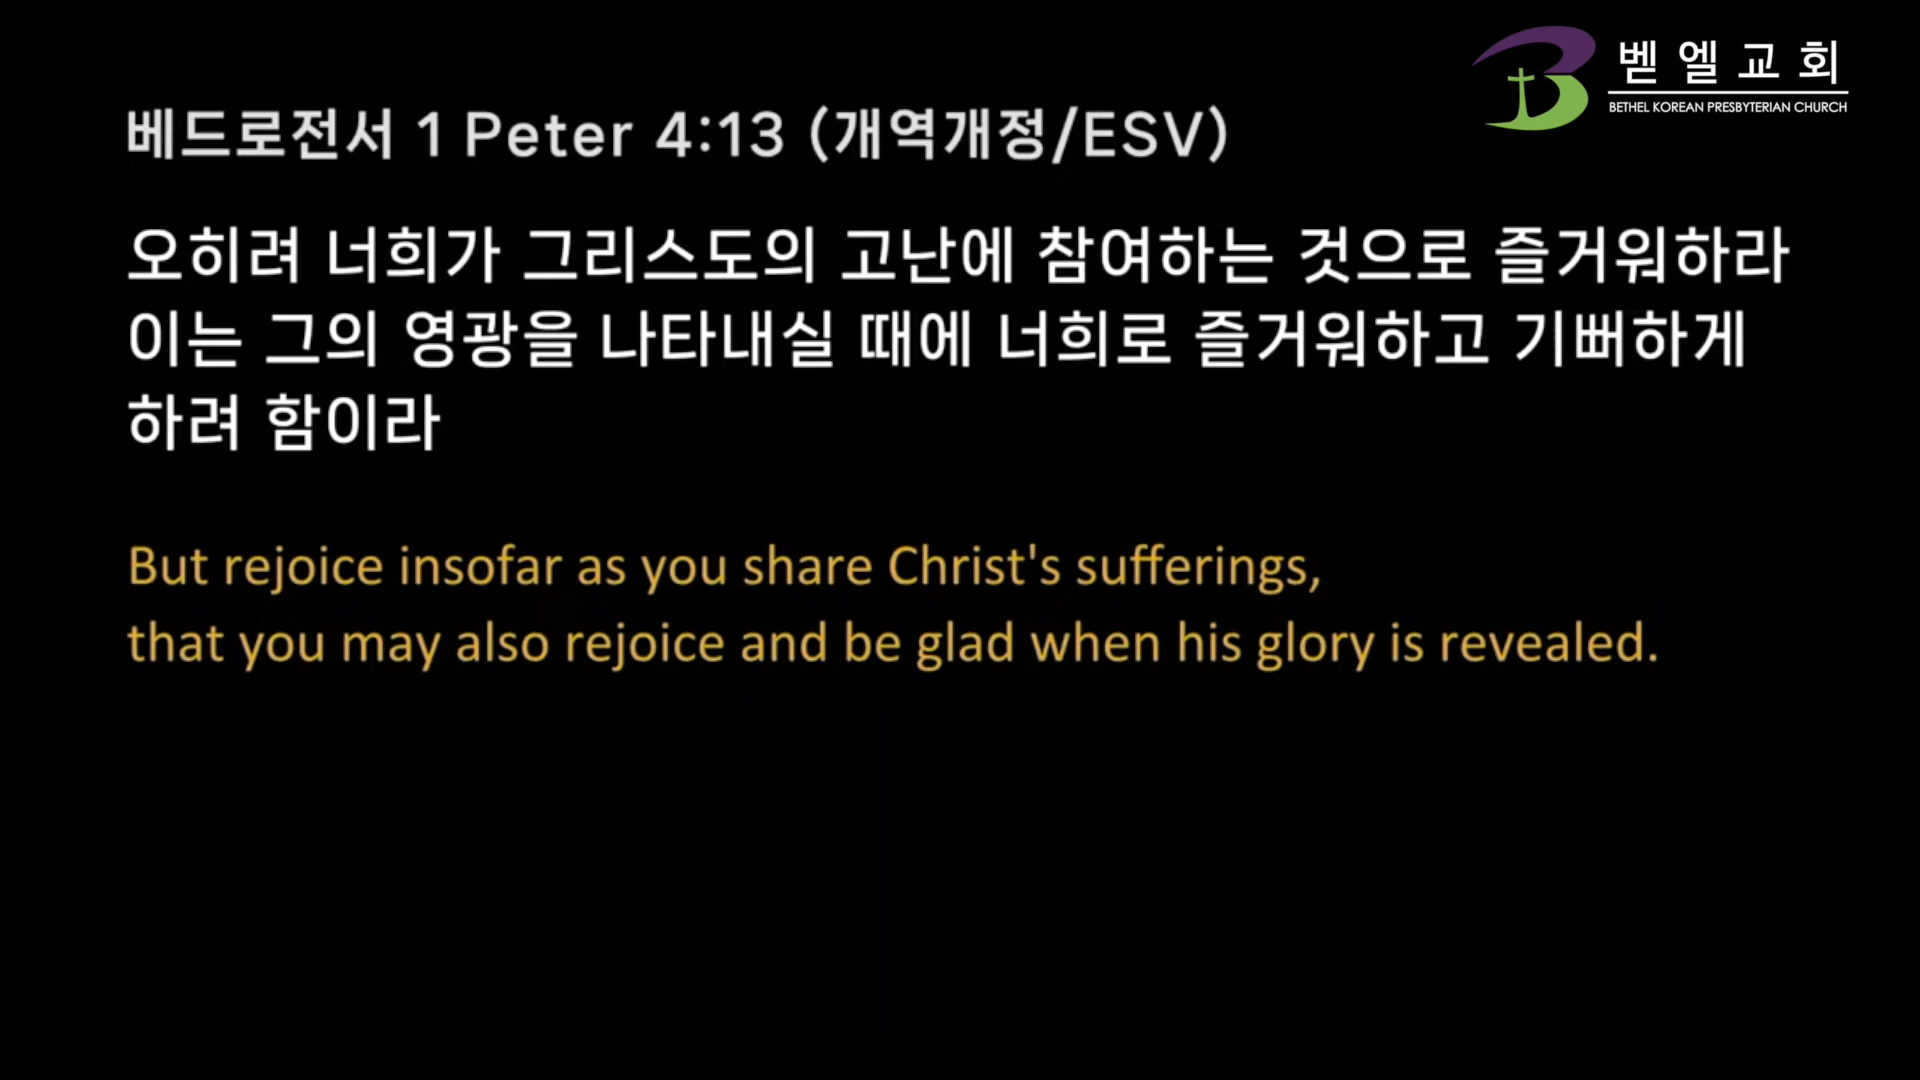 벧엘교회
BETHEL KOREAN PRESBYTERIAN CHURCH
베드로전서 1 Peter 4:13 (개역개정/ESV)
오히려 너희가 그리스도의 고난에 참여하는 것으로 즐거워하라
이는 그의 영광을 나타내실 때에 너희로 즐거워하고 기뻐하게
하려 함이라
But rejoice insofar as you share Christ's sufferings,
that you may also rejoice and be glad when his glory is revealed.